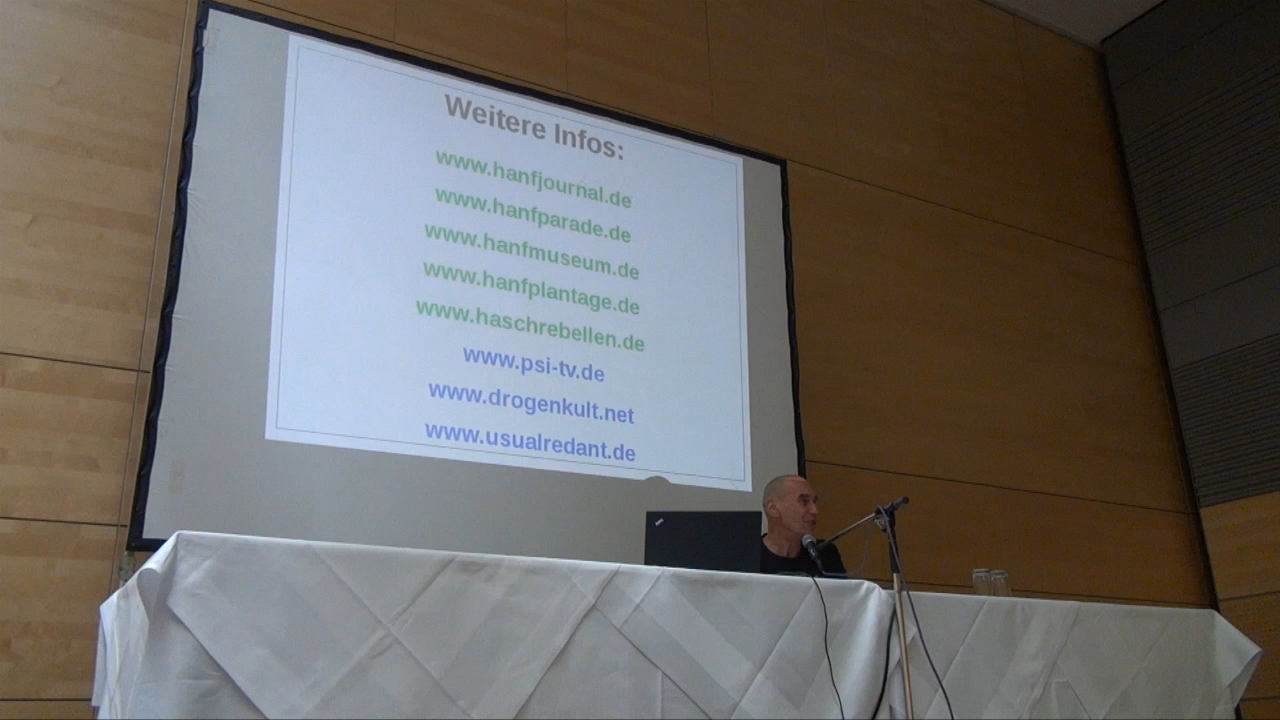 Weitere Infos:
www.hanfjournal.de
www.hanfparade.de
www.hanfmuseum.de
www.hanfplantage.de
www.haschrebellen.de
www.psi-tv.de
www.drogenkult.net
www.usualredant.de